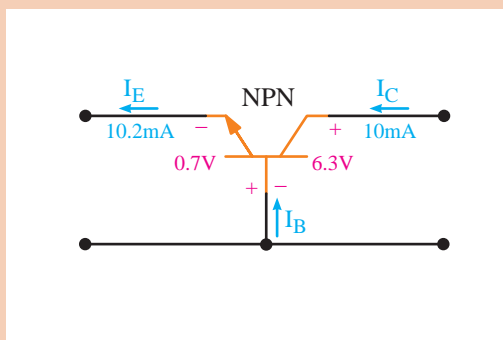 I_E NPN I_C
10.2mA − + 10mA
0.7V 6.3V
+ −
I_B